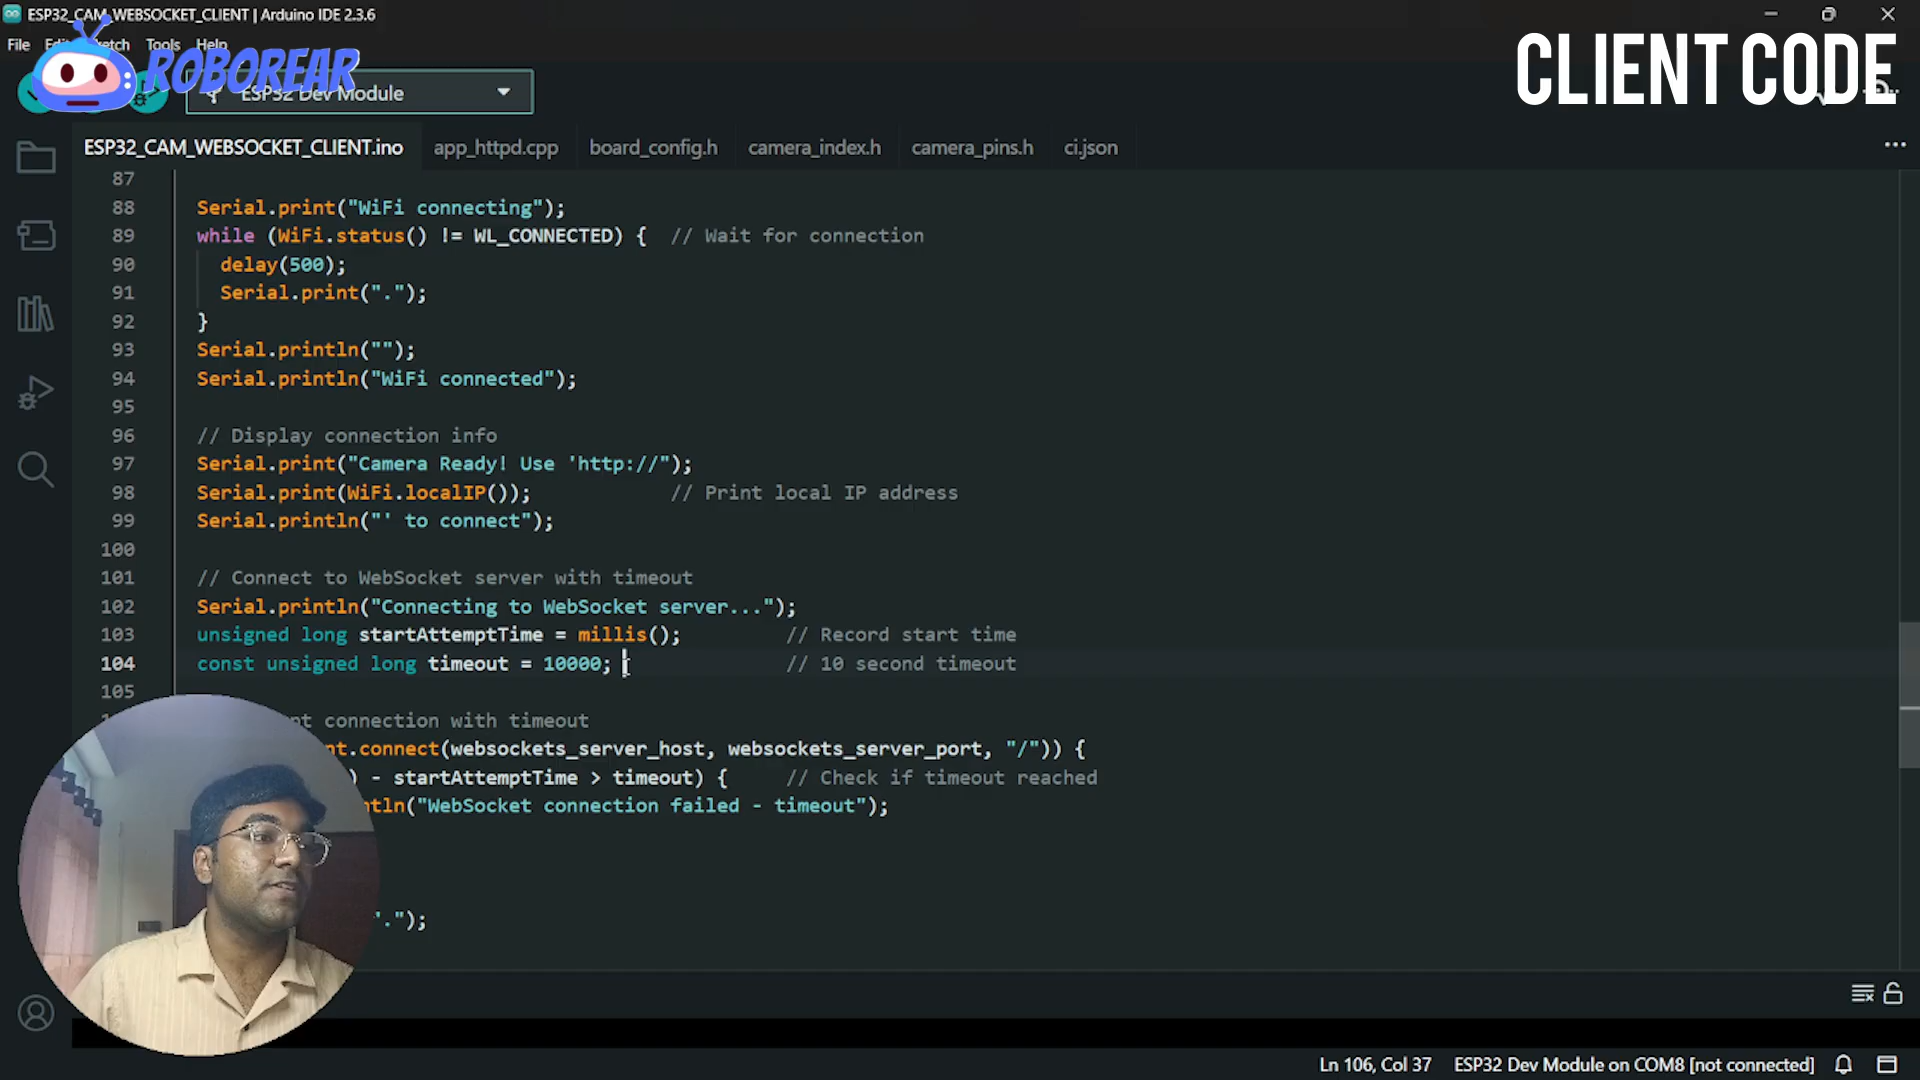 ESP32_CAM_WEBSOCKET_CLIENT | Arduino IDE 2.3.6
File Edit Sketch Tools Help
ROBOREAR
CLIENT CODE
ESP32 Dev Module
ESP32_CAM_WEBSOCKET_CLIENT.ino app_httpd.cpp board_config.h camera_index.h camera_pins.h ci.json
87
88 Serial.print("WiFi connecting");
89 while (WiFi.status() != WL_CONNECTED) { // Wait for connection
90 delay(500);
91 Serial.print(".");
92 }
93 Serial.println("");
94 Serial.println("WiFi connected");
95
96 // Display connection info
97 Serial.print("Camera Ready! Use 'http://");
98 Serial.print(WiFi.localIP()); // Print local IP address
99 Serial.println("' to connect");
100
101 // Connect to WebSocket server with timeout
102 Serial.println("Connecting to WebSocket server...");
103 unsigned long startAttemptTime = millis(); // Record start time
104 const unsigned long timeout = 10000; // 10 second timeout
105
connection with timeout
.connect(websockets_server_host, websockets_server_port, "/")) {
) - startAttemptTime > timeout) { // Check if timeout reached
ln("WebSocket connection failed - timeout");
.");
Ln 106, Col 37 ESP32 Dev Module on COM8 [not connected]